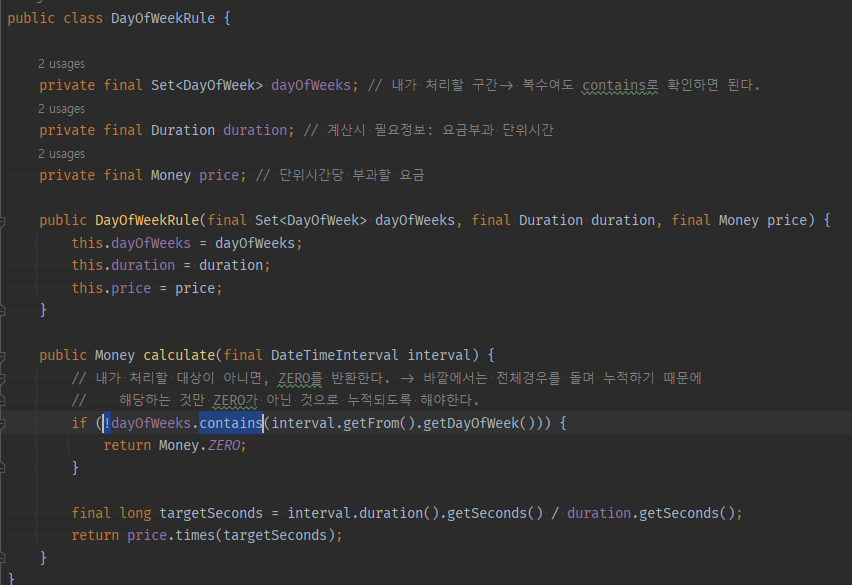 public class DayOfWeekRule {
2 usages
private final Set<DayOfWeek> dayOfWeeks; // 내가 처리할 구간-> 복수여도 contains로 확인하면 된다.
2 usages
private final Duration duration; // 계산시 필요정보: 요금부과 단위시간
2 usages
private final Money price; // 단위시간당 부과할 요금
public DayOfWeekRule(final Set<DayOfWeek> dayOfWeeks, final Duration duration, final Money price) {
this.dayOfWeeks = dayOfWeeks;
this.duration = duration;
this.price = price;
}
public Money calculate(final DateTimeInterval interval) {
// 내가 처리할 대상이 아니면, ZERO를 반환한다. -> 바깥에서는 전체경우를 돌며 누적하기 때문에
// 해당하는 것만 ZERO가 아닌 것으로 누적되도록 해야한다.
if (!dayOfWeeks.contains(interval.getFrom().getDayOfWeek())) {
return Money.ZERO;
}
final long targetSeconds = interval.duration().getSeconds() / duration.getSeconds();
return price.times(targetSeconds);
}
}